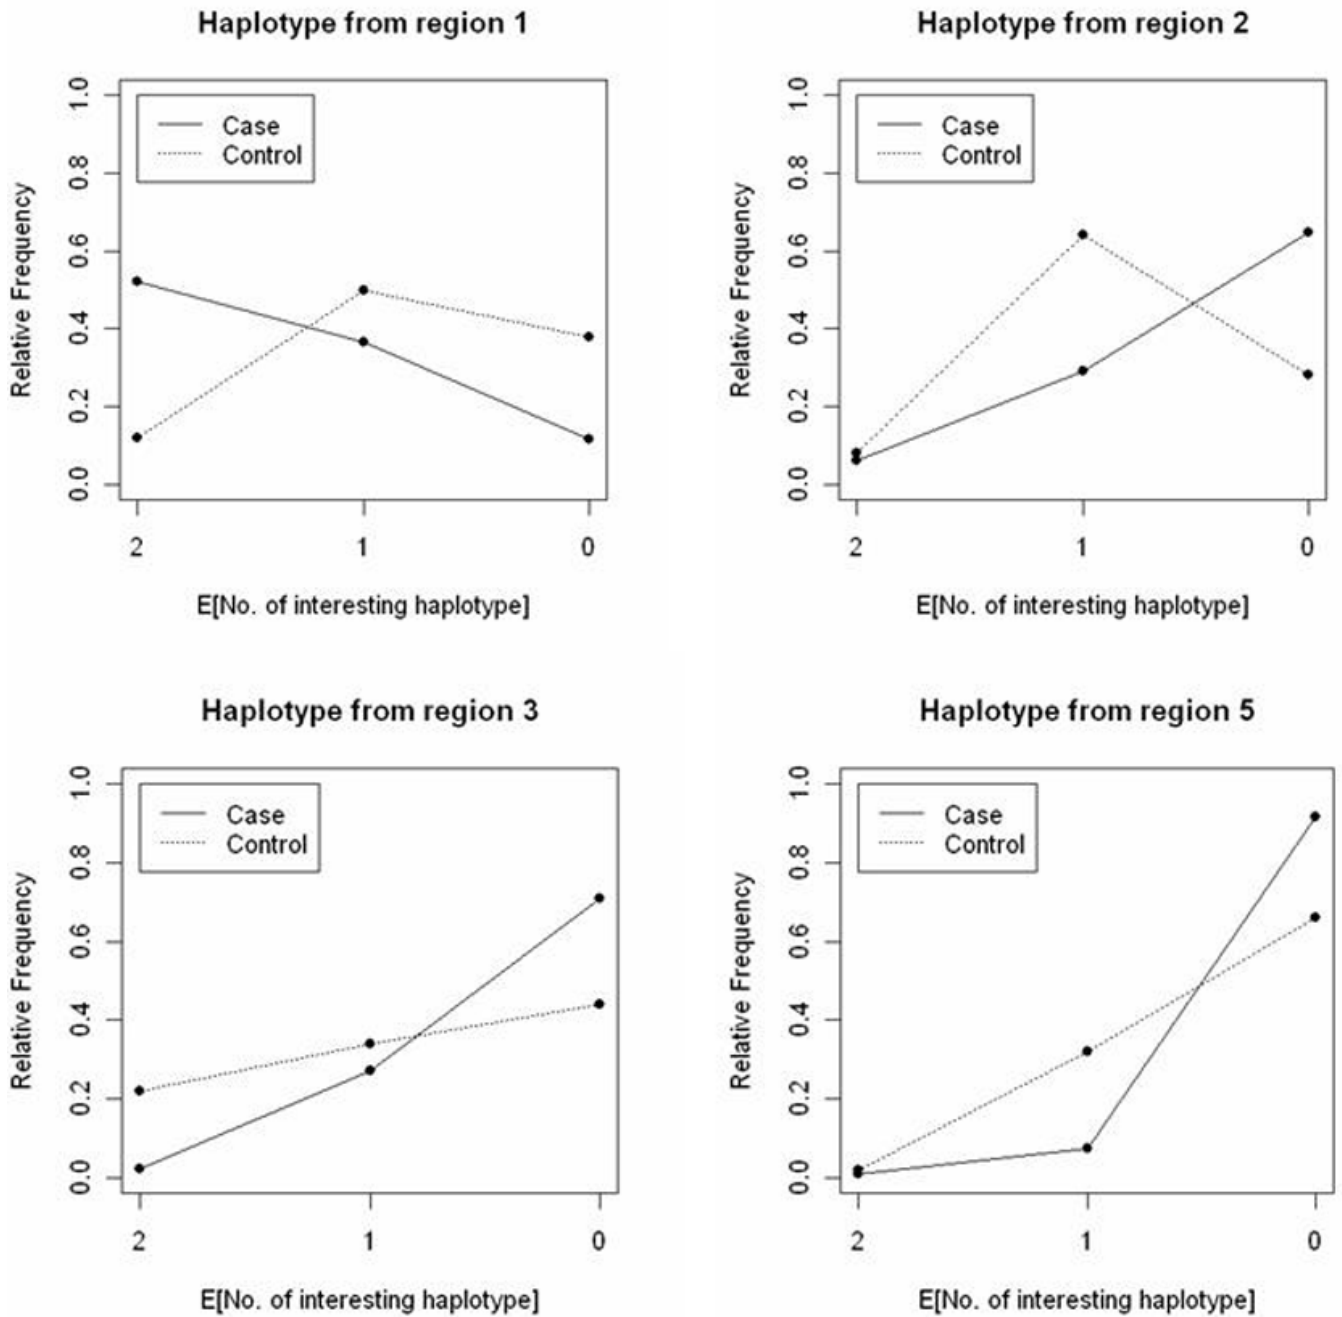 Haplotype from region 1
1.0
0.8
0.6
0.4
0.2
0.0
Relative Frequency
Case
Control
2 1 0
E[No. of interesting haplotype]
Haplotype from region 2
1.0
0.8
0.6
0.4
0.2
0.0
Relative Frequency
Case
Control
2 1 0
E[No. of interesting haplotype]
Haplotype from region 3
1.0
0.8
0.6
0.4
0.2
0.0
Relative Frequency
Case
Control
2 1 0
E[No. of interesting haplotype]
Haplotype from region 5
1.0
0.8
0.6
0.4
0.2
0.0
Relative Frequency
Case
Control
2 1 0
E[No. of interesting haplotype]